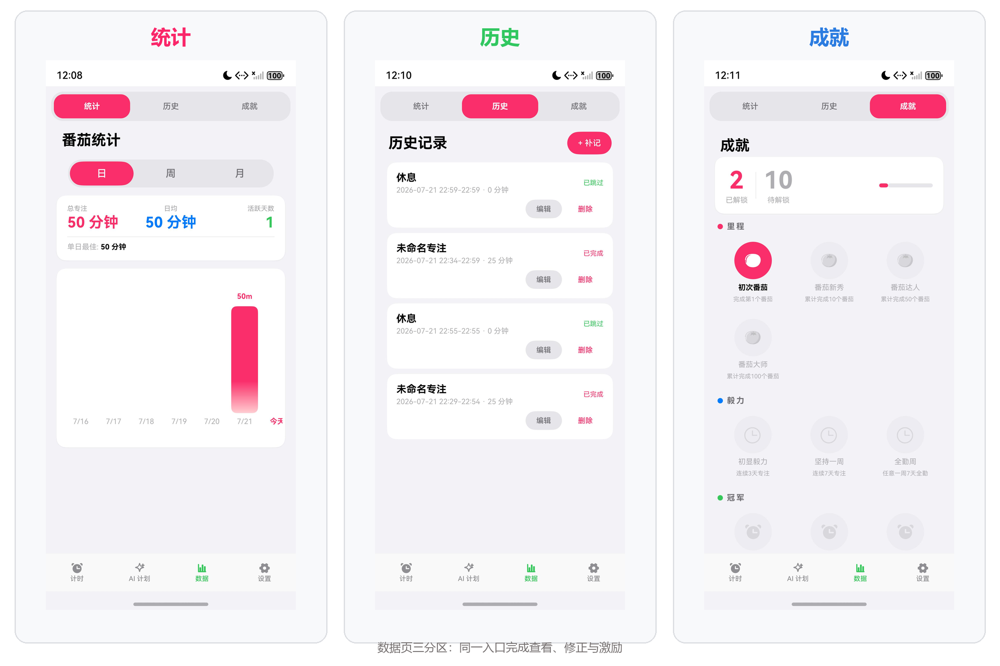 统计
12:08
100
统计 历史 成就
番茄统计
日 周 月
总专注 日均 活跃天数
50 分钟 50 分钟 1
单日最佳: 50 分钟
50m
7/16 7/17 7/18 7/19 7/20 7/21 今天
计时 AI 计划 数据 设置
历史
12:10
100
统计 历史 成就
历史记录 + 补记
休息
已跳过
2026-07-21 22:59-22:59 · 0 分钟
编辑 删除
未命名专注
已完成
2026-07-21 22:34-22:59 · 25 分钟
编辑 删除
休息
已跳过
2026-07-21 22:55-22:55 · 0 分钟
编辑 删除
未命名专注
已完成
2026-07-21 22:29-22:54 · 25 分钟
编辑 删除
计时 AI 计划 数据 设置
成就
12:11
100
统计 历史 成就
成就
2 10
已解锁 待解锁
里程
初次番茄 番茄新秀 番茄达人
完成第1个番茄 累计完成10个番茄 累计完成50个番茄
番茄大师
累计完成100个番茄
毅力
初显毅力 坚持一周 全勤周
连续3天专注 连续7天专注 任意一周7天全勤
冠军
计时 AI 计划 数据 设置
数据页三分区：同一入口完成查看、修正与激励